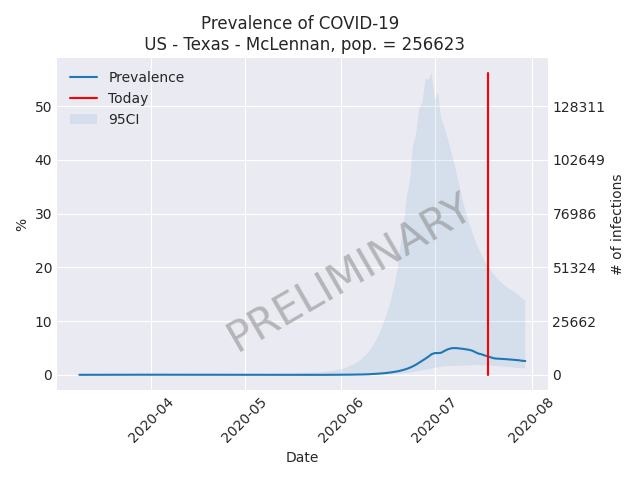 Prevalence of COVID-19
US - Texas - McLennan, pop. = 256623
Prevalence
Today
95CI
50
40
30
20
10
0
%
128311
102649
76986
51324
25662
0
# of infections
PRELIMINARY
2020-04
2020-05
2020-06
2020-07
2020-08
Date